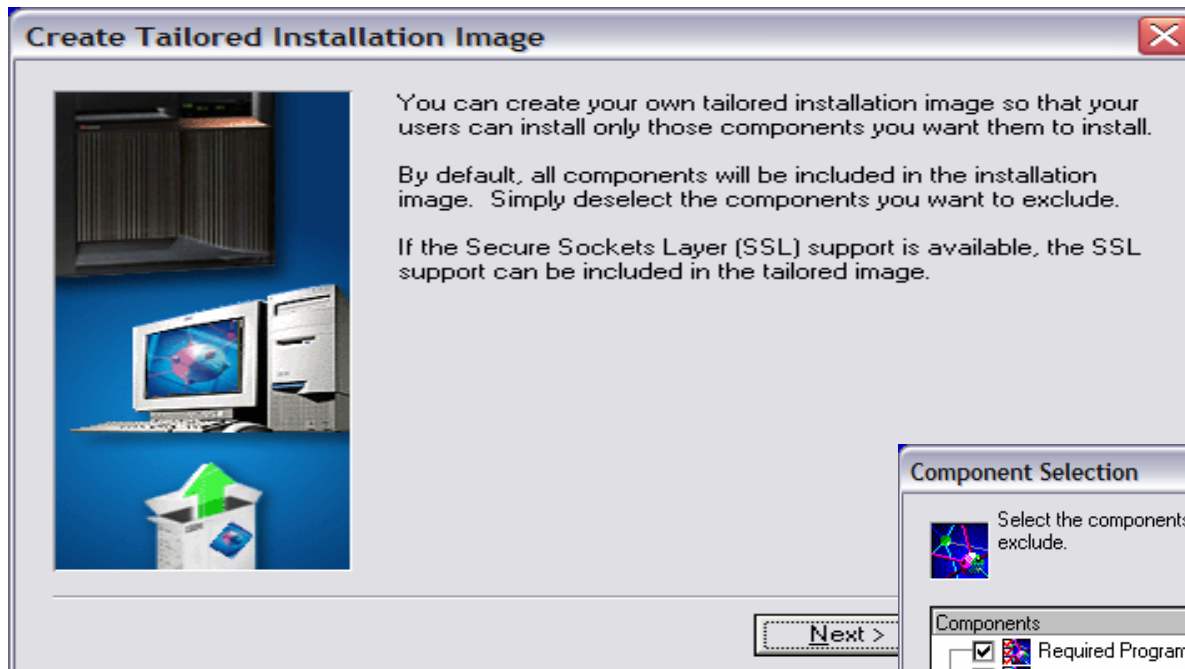 Create Tailored Installation Image
You can create your own tailored installation image so that your
users can install only those components you want them to install.
By default, all components will be included in the installation
image. Simply deselect the components you want to exclude.
If the Secure Sockets Layer (SSL) support is available, the SSL
support can be included in the tailored image.
Next >
Component Selection
Select the components
exclude.
Components
Required Program